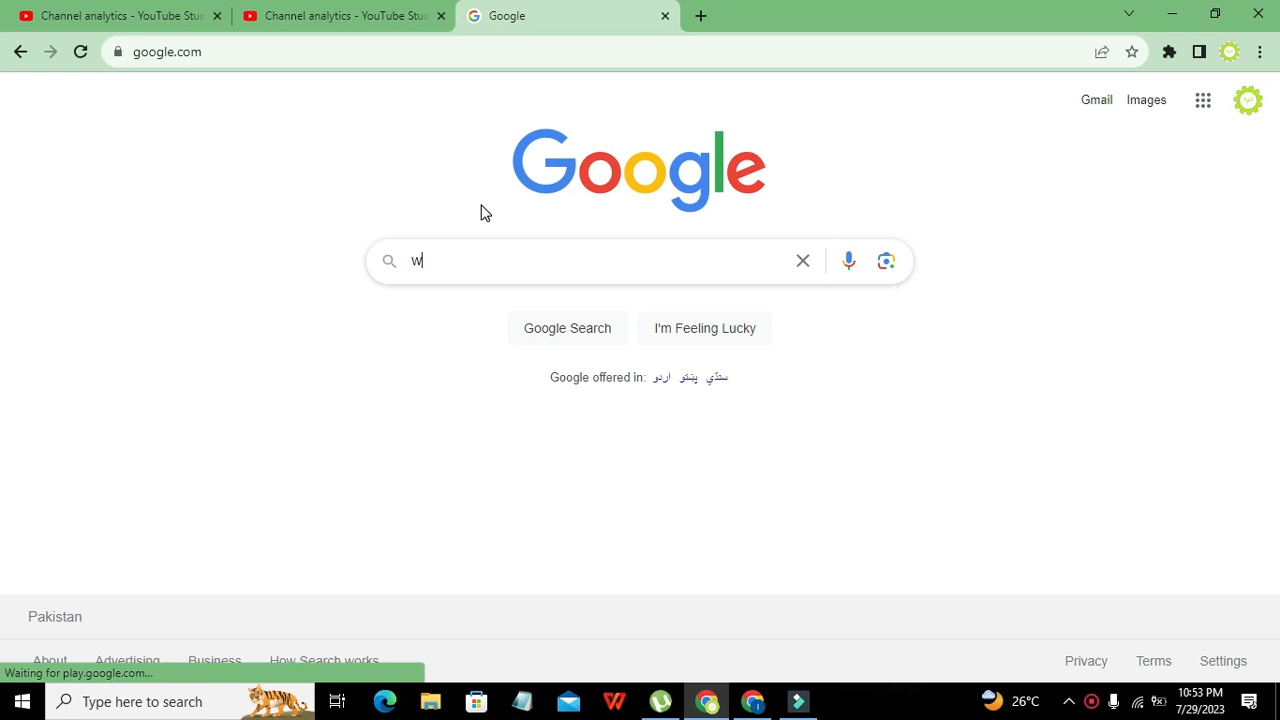 Channel analytics - YouTube Stud
Channel analytics - YouTube Stud
Google
google.com
Gmail Images
Google
W
Google Search I'm Feeling Lucky
Google offered in: اردو پښتو سنڌي
Pakistan
About Advertising Business How Search works Privacy Terms Settings
Waiting for play.google.com...
Type here to search
26°C
10:53 PM
7/29/2023